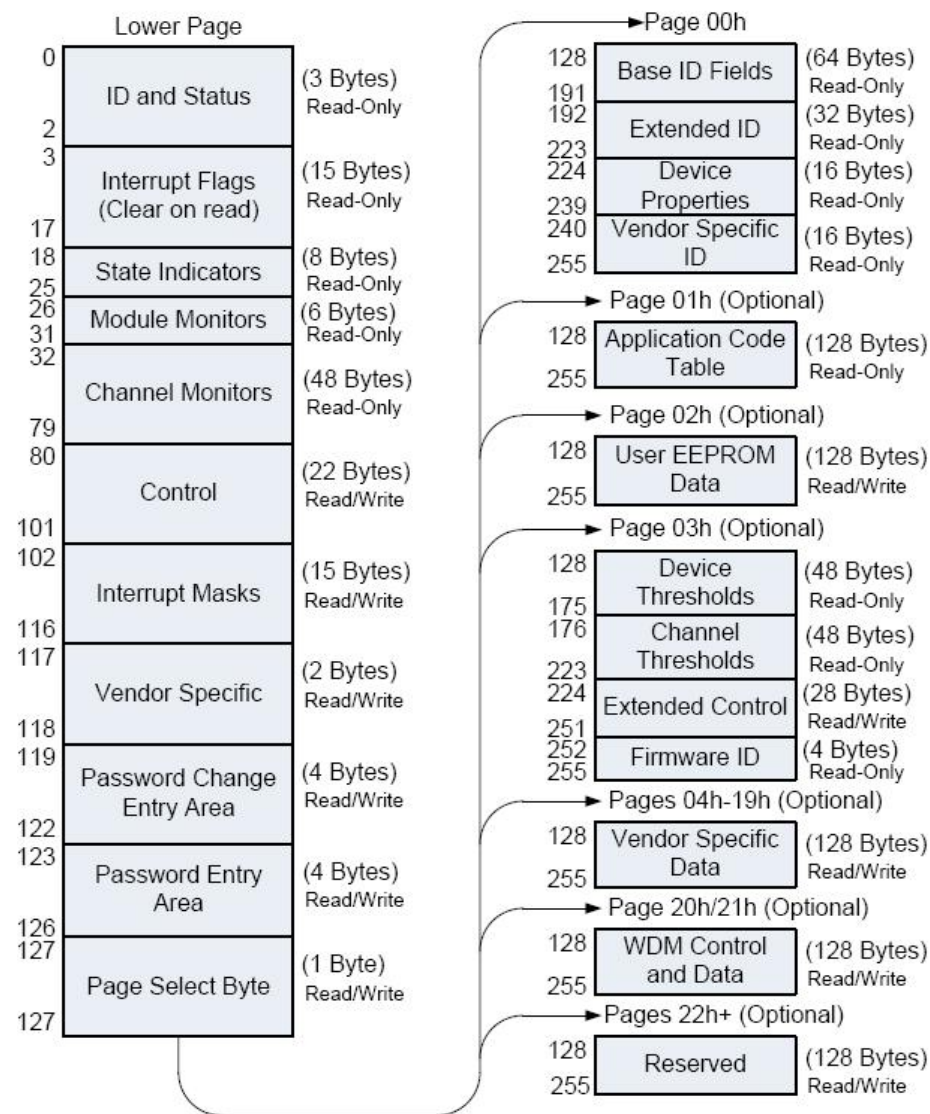 Lower Page
0
ID and Status
(3 Bytes)
Read-Only
2
3
Interrupt Flags
(Clear on read)
(15 Bytes)
Read-Only
17
18
State Indicators
(8 Bytes)
Read-Only
25
26
Module Monitors
(6 Bytes)
Read-Only
31
32
Channel Monitors
(48 Bytes)
Read-Only
79
80
Control
(22 Bytes)
Read/Write
101
102
Interrupt Masks
(15 Bytes)
Read/Write
116
117
Vendor Specific
(2 Bytes)
Read/Write
118
119
Password Change
Entry Area
(4 Bytes)
Read/Write
122
123
Password Entry
Area
(4 Bytes)
Read/Write
126
127
Page Select Byte
(1 Byte)
Read/Write
127
Page 00h
128
Base ID Fields
(64 Bytes)
Read-Only
191
192
Extended ID
(32 Bytes)
Read-Only
223
224
Device
Properties
(16 Bytes)
Read-Only
239
240
Vendor Specific
ID
(16 Bytes)
Read-Only
255
Page 01h (Optional)
128
Application Code
Table
(128 Bytes)
Read-Only
255
Page 02h (Optional)
128
User EEPROM
Data
(128 Bytes)
Read/Write
255
Page 03h (Optional)
128
Device
Thresholds
(48 Bytes)
Read-Only
175
176
Channel
Thresholds
(48 Bytes)
Read-Only
223
224
Extended Control
(28 Bytes)
Read/Write
251
252
Firmware ID
(4 Bytes)
Read-Only
255
Pages 04h-19h (Optional)
128
Vendor Specific
Data
(128 Bytes)
Read/Write
255
Page 20h/21h (Optional)
128
WDM Control
and Data
(128 Bytes)
Read/Write
255
Pages 22h+ (Optional)
128
Reserved
(128 Bytes)
Read/Write
255